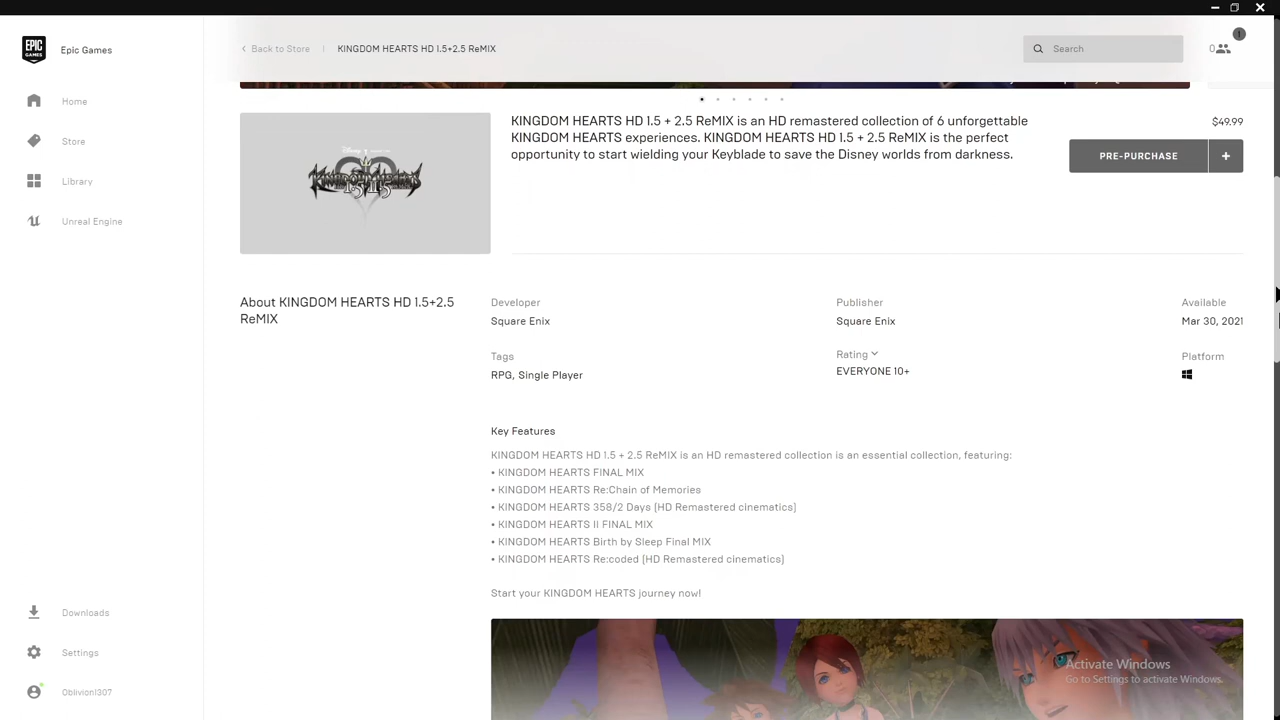 EPIC GAMES
Epic Games
Back to Store
KINGDOM HEARTS HD 1.5+2.5 ReMIX
Search
0
1
Home
Store
Library
Unreal Engine
Disney
KINGDOM HEARTS
KINGDOM HEARTS HD 1.5 + 2.5 ReMIX is an HD remastered collection of 6 unforgettable
KINGDOM HEARTS experiences. KINGDOM HEARTS HD 1.5 + 2.5 ReMIX is the perfect
opportunity to start wielding your Keyblade to save the Disney worlds from darkness.
$49.99
PRE-PURCHASE
+
About KINGDOM HEARTS HD 1.5+2.5
ReMIX
Developer
Square Enix
Publisher
Square Enix
Available
Mar 30, 2021
Tags
RPG, Single Player
Rating
EVERYONE 10+
Platform
Key Features
KINGDOM HEARTS HD 1.5 + 2.5 ReMIX is an HD remastered collection is an essential collection, featuring:
• KINGDOM HEARTS FINAL MIX
• KINGDOM HEARTS Re:Chain of Memories
• KINGDOM HEARTS 358/2 Days (HD Remastered cinematics)
• KINGDOM HEARTS II FINAL MIX
• KINGDOM HEARTS Birth by Sleep Final MIX
• KINGDOM HEARTS Re:coded (HD Remastered cinematics)
Start your KINGDOM HEARTS journey now!
Downloads
Settings
Oblivion1307
Activate Windows
Go to Settings to activate Windows.